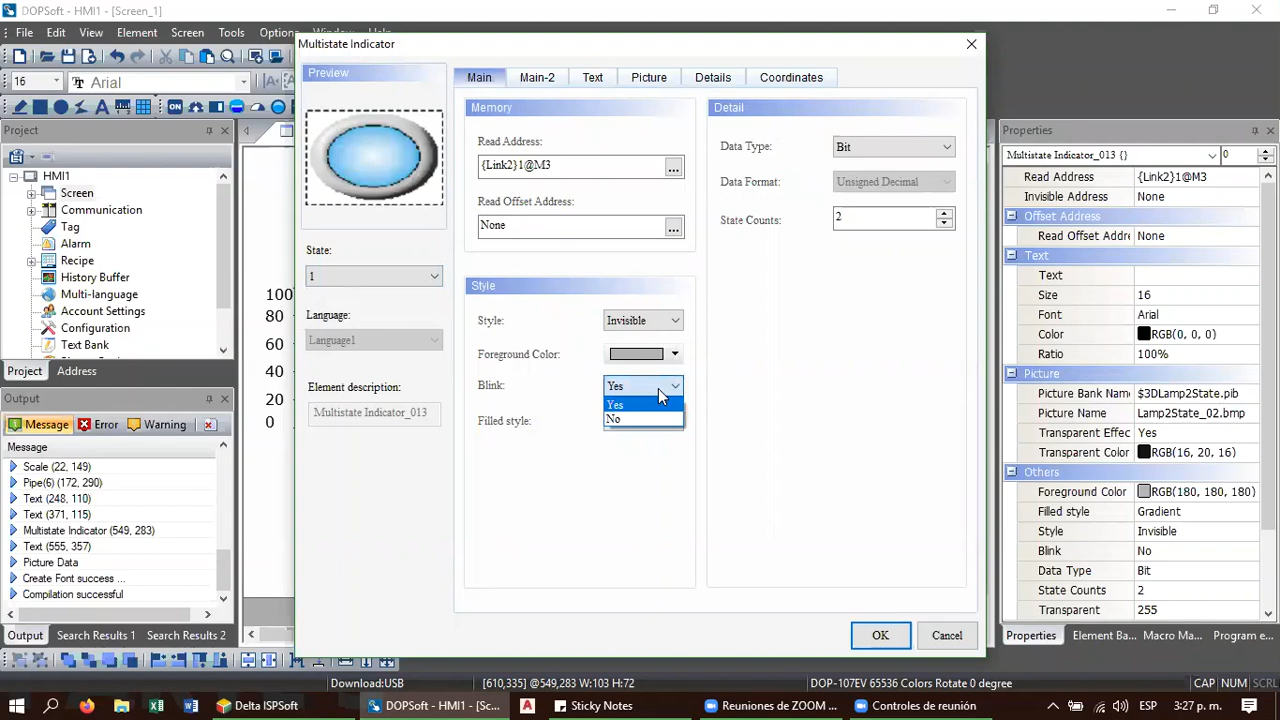 DOPSoft - HMI1 - [Screen_1]
File Edit View Element Screen Tools Option
16 Arial
Project
HMI1
Screen
Communication
Tag
Alarm
Recipe
History Buffer
Multi-language
Account Settings
Configuration
Text Bank
Project Address
Output
Message Error Warning
Message
Scale (22, 149)
Pipe(6) (172, 290)
Text (248, 110)
Text (371, 115)
Multistate Indicator (549, 283)
Text (555, 357)
Picture Data
Create Font success ...
Compilation successful
Output Search Results 1 Search Results 2
100
80
60
40
20
0
Multistate Indicator
Preview
State:
1
Language:
Language1
Element description:
Multistate Indicator_013
Main Main-2 Text Picture Details Coordinates
Memory
Read Address:
{Link2}1@M3
...
Read Offset Address:
None
...
Style
Style: Invisible
Foreground Color:
Blink: Yes
Yes
No
Filled style:
Detail
Data Type: Bit
Data Format: Unsigned Decimal
State Counts: 2
OK Cancel
Properties
Multistate Indicator_013 {} 0
Read Address {Link2}1@M3
Invisible Address None
Offset Address
Read Offset Addre None
Text
Text
Size 16
Font Arial
Color RGB(0, 0, 0)
Ratio 100%
Picture
Picture Bank Name $3DLamp2State.pib
Picture Name Lamp2State_02.bmp
Transparent Effec Yes
Transparent Color RGB(16, 20, 16)
Others
Foreground Color RGB(180, 180, 180)
Filled style Gradient
Style Invisible
Blink No
Data Type Bit
State Counts 2
Transparent 255
Properties Element Ba... Macro Ma... Program e...
Download:USB [610,335] @549,283 W:103 H:72 DOP-107EV 65536 Colors Rotate 0 degree CAP NUM SCRL
Delta ISPSoft DOPSoft - HMI1 - [Sc... Sticky Notes Reuniones de ZOOM ... Controles de reunión ESP 3:27 p. m.